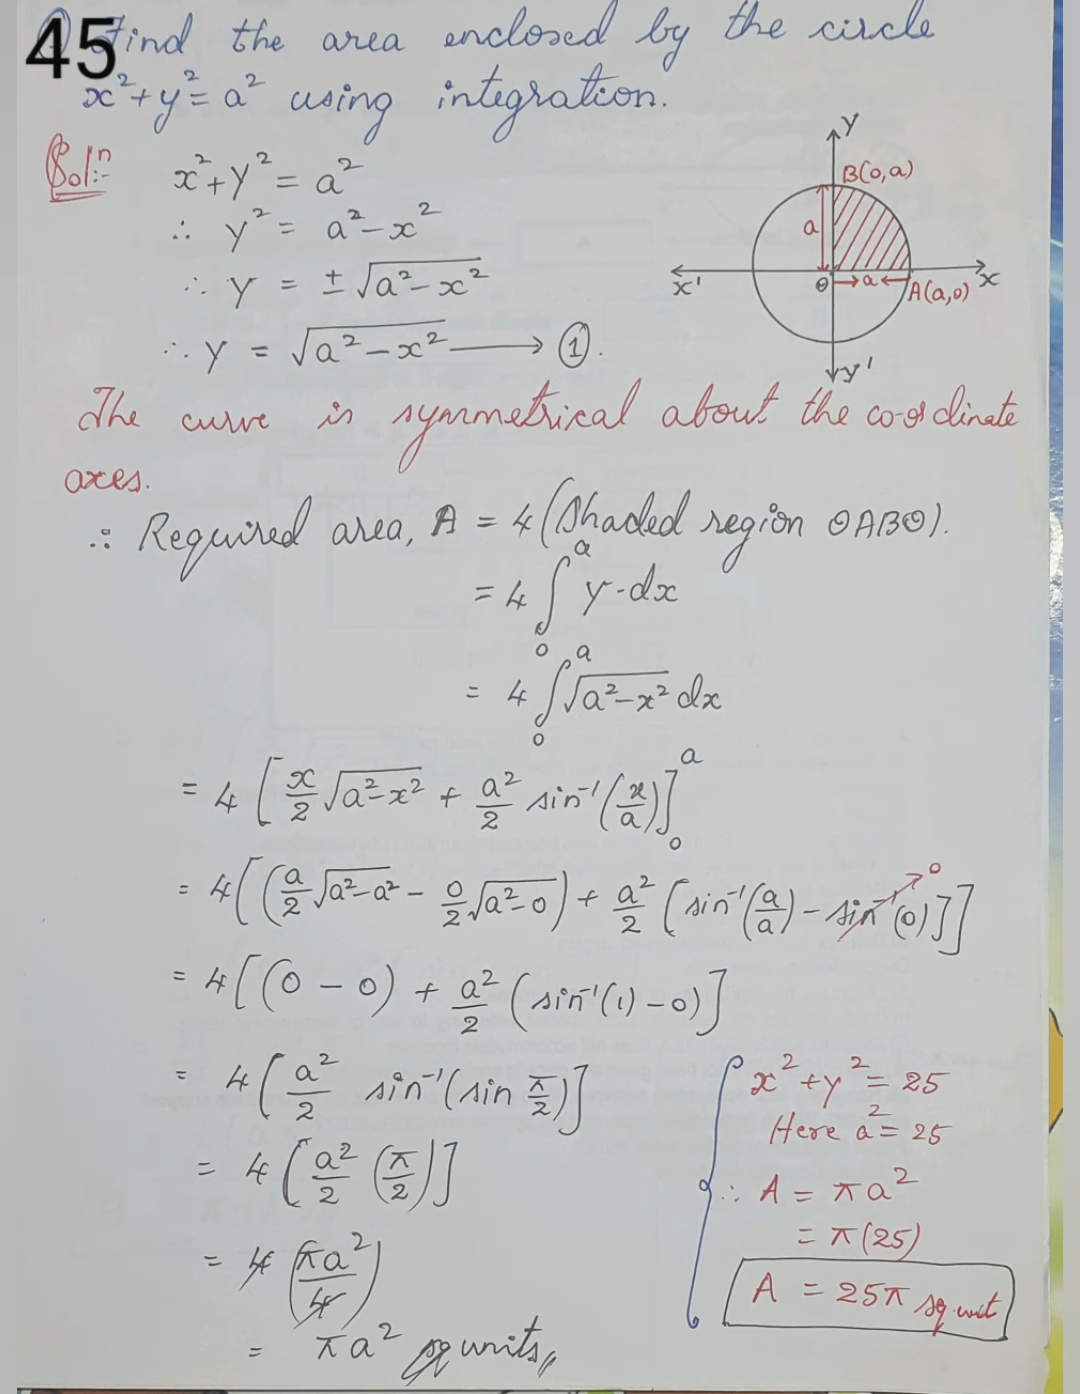 45 Find the area enclosed by the circle
x²+y²= a² using integration.
Solⁿ:-
x²+y² = a²
∴ y² = a²-x²
∴ y = ± √(a²-x²)
∴ y = √(a²-x²) ⟶ ①.
Y
B(0,a)
a
X'
O
a
A(a,0)
X
Y'
The curve is symmetrical about the co-ordinate
axes.
∴ Required area, A = 4(Shaded region OABO).
= 4 ∫₀ᵃ y·dx
= 4 ∫₀ᵃ √(a²-x²) dx
= 4 [x/2 √(a²-x²) + a²/2 sin⁻¹(x/a)]₀ᵃ
= 4[(a/2 √(a²-a²) - 0/2 √(a²-0)) + a²/2 [sin⁻¹(a/a) - sin⁻¹(0)]] 0
= 4[(0 - 0) + a²/2 (sin⁻¹(1) - 0)]
= 4[a²/2 sin⁻¹(sin π/2)]
= 4[a²/2 (π/2)]
= 4 (πa²/4)
= πa² sq units,,
x²+y² = 25
Here a² = 25
∴ A = πa²
= π(25)
A = 25π sq.unit